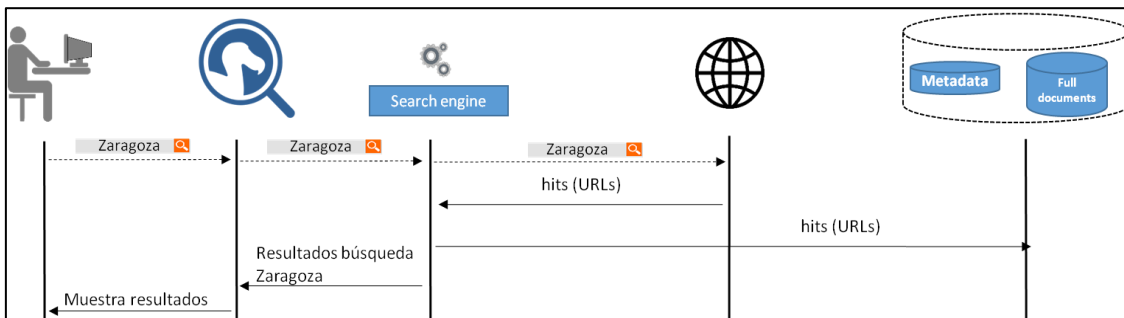 Search engine
Metadata
Full
documents
Zaragoza
Zaragoza
Zaragoza
hits (URLs)
hits (URLs)
Resultados búsqueda
Zaragoza
Muestra resultados